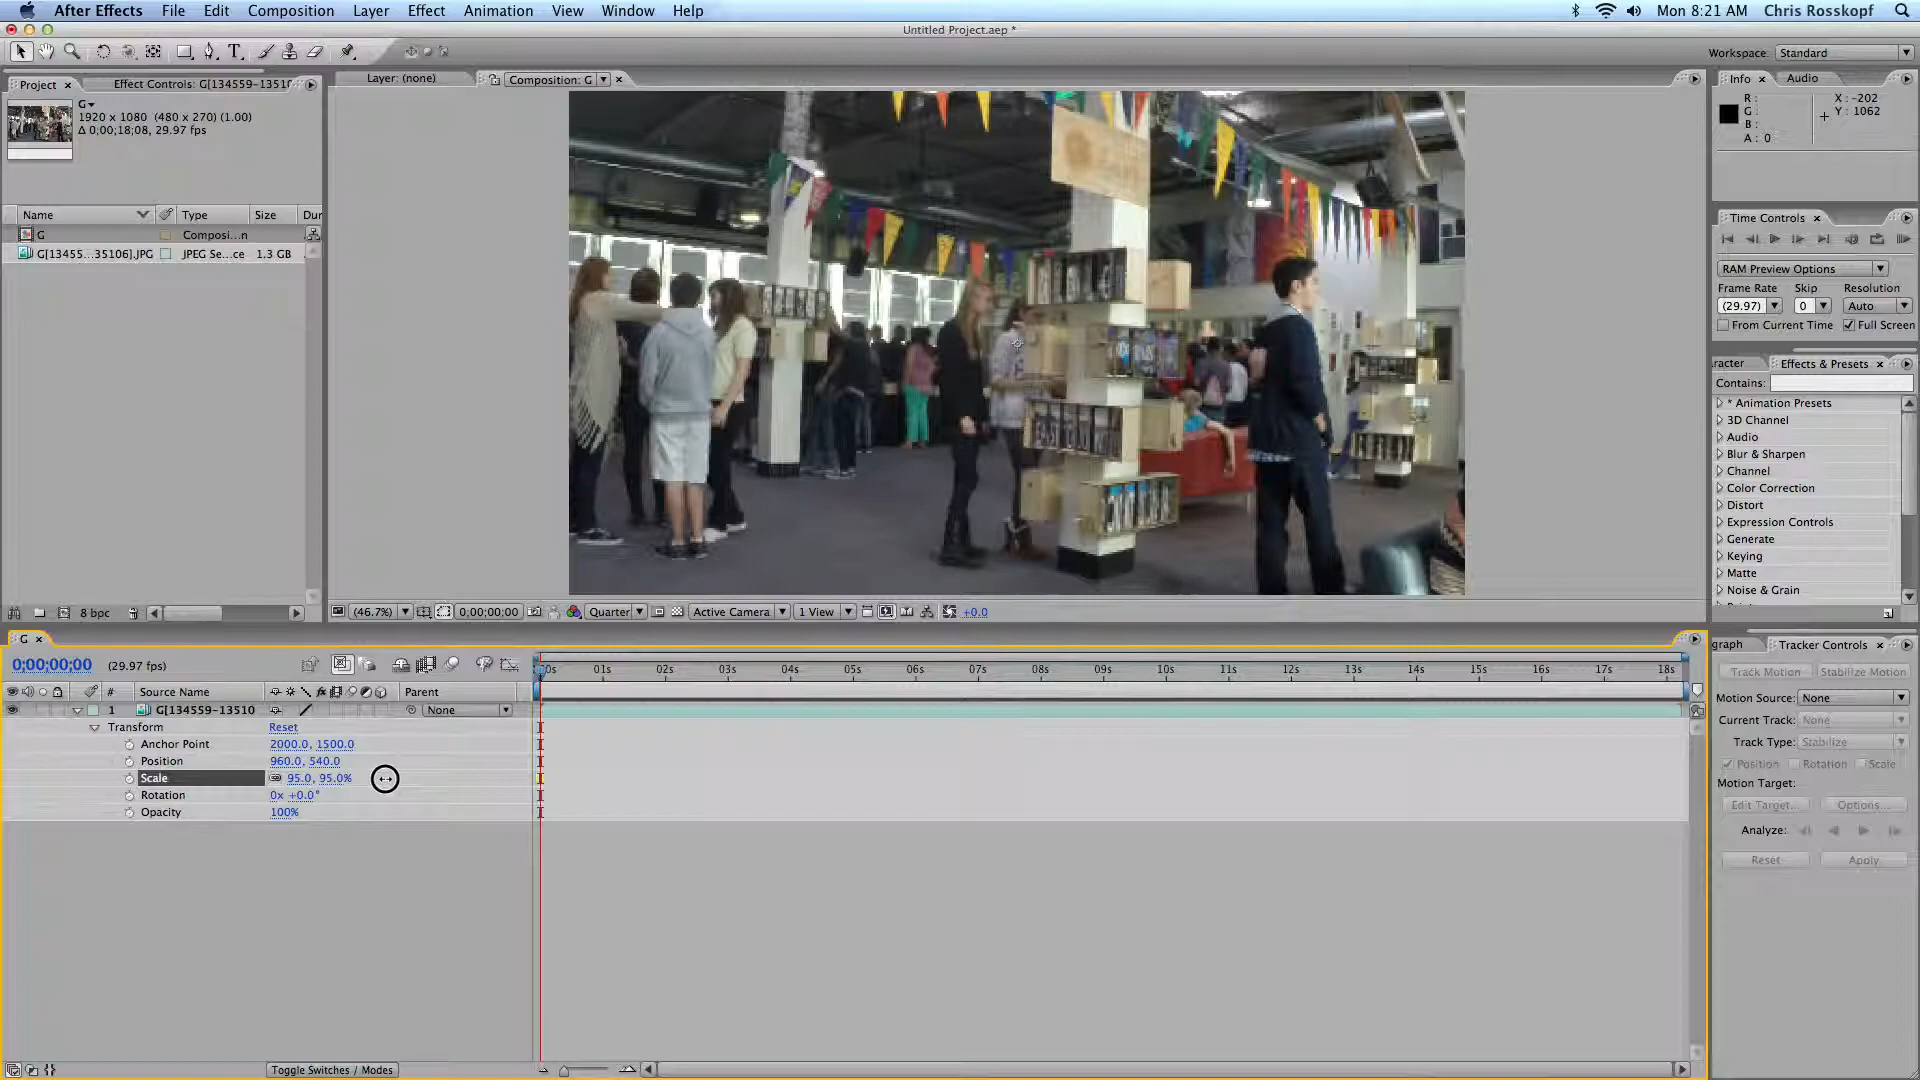 After Effects File Edit Composition Layer Effect Animation View Window Help Mon 8:21 AM Chris Rosskopf
Untitled Project.aep *
Workspace: Standard
Project Effect Controls: G[134559-1351
G
1920 x 1080 (480 x 270) (1.00)
Δ 0;00;18;08, 29.97 fps
Name Type Size Dur
G Composi...n
G[13455...35106].JPG JPEG Se...ce 1.3 GB
8 bpc
Layer: (none) Composition: G
(46.7%) 0;00;00;00 Quarter Active Camera 1 View +0.0
Info Audio
R: X: -202
G: Y: 1062
B:
A: 0
Time Controls
RAM Preview Options
Frame Rate Skip Resolution
(29.97) 0 Auto
From Current Time Full Screen
racter Effects & Presets
Contains:
* Animation Presets
3D Channel
Audio
Blur & Sharpen
Channel
Color Correction
Distort
Expression Controls
Generate
Keying
Matte
Noise & Grain
G
0;00;00;00 (29.97 fps)
0s 01s 02s 03s 04s 05s 06s 07s 08s 09s 10s 11s 12s 13s 14s 15s 16s 17s 18s
# Source Name Parent
1 G[134559-13510 None
Transform Reset
Anchor Point 2000.0, 1500.0
Position 960.0, 540.0
Scale 95.0, 95.0%
Rotation 0x +0.0°
Opacity 100%
Toggle Switches / Modes
graph Tracker Controls
Track Motion Stabilize Motion
Motion Source: None
Current Track: None
Track Type: Stabilize
Position Rotation Scale
Motion Target:
Edit Target... Options...
Analyze:
Reset Apply